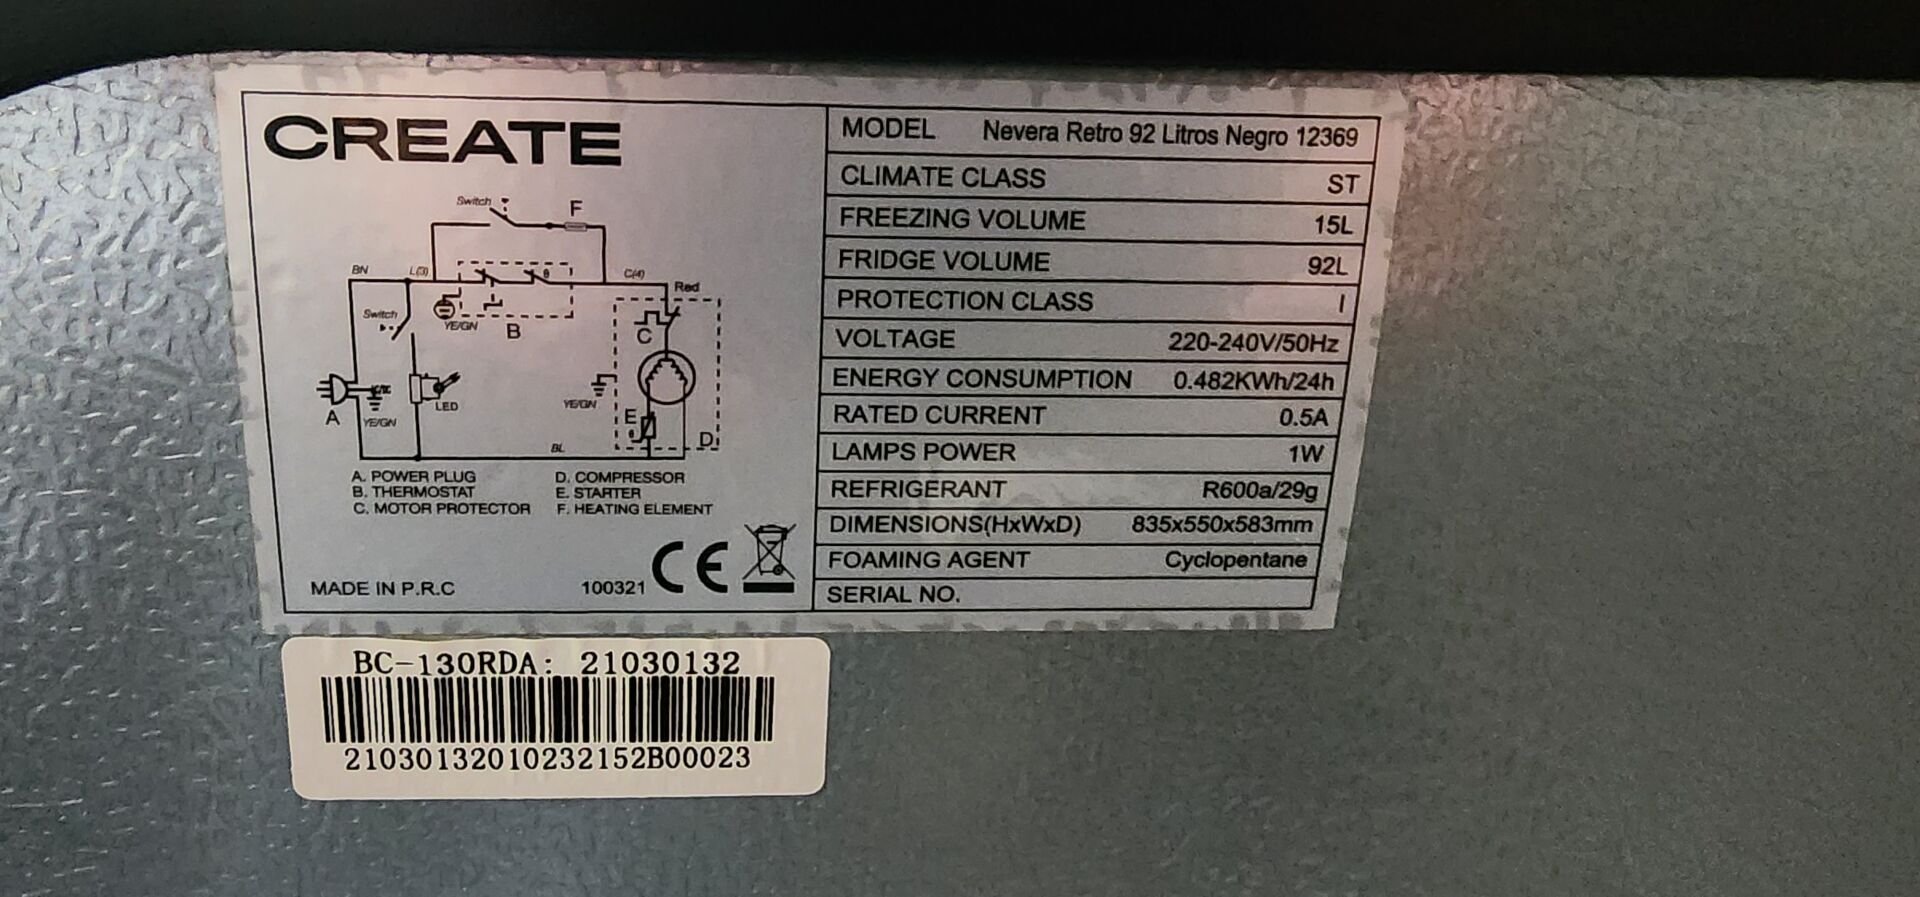 CREATE
Switch
F
BN
L(3)
C(4)
Red
Switch
YE/GN
B
C
A
YE/GN
LED
YE/GN
E
D
BL
A. POWER PLUG
B. THERMOSTAT
C. MOTOR PROTECTOR
D. COMPRESSOR
E. STARTER
F. HEATING ELEMENT
MADE IN P.R.C
100321
CE
MODEL Nevera Retro 92 Litros Negro 12369
CLIMATE CLASS ST
FREEZING VOLUME 15L
FRIDGE VOLUME 92L
PROTECTION CLASS I
VOLTAGE 220-240V/50Hz
ENERGY CONSUMPTION 0.482KWh/24h
RATED CURRENT 0.5A
LAMPS POWER 1W
REFRIGERANT R600a/29g
DIMENSIONS(HxWxD) 835x550x583mm
FOAMING AGENT Cyclopentane
SERIAL NO.
BC-130RDA: 21030132
21030132010232152B00023